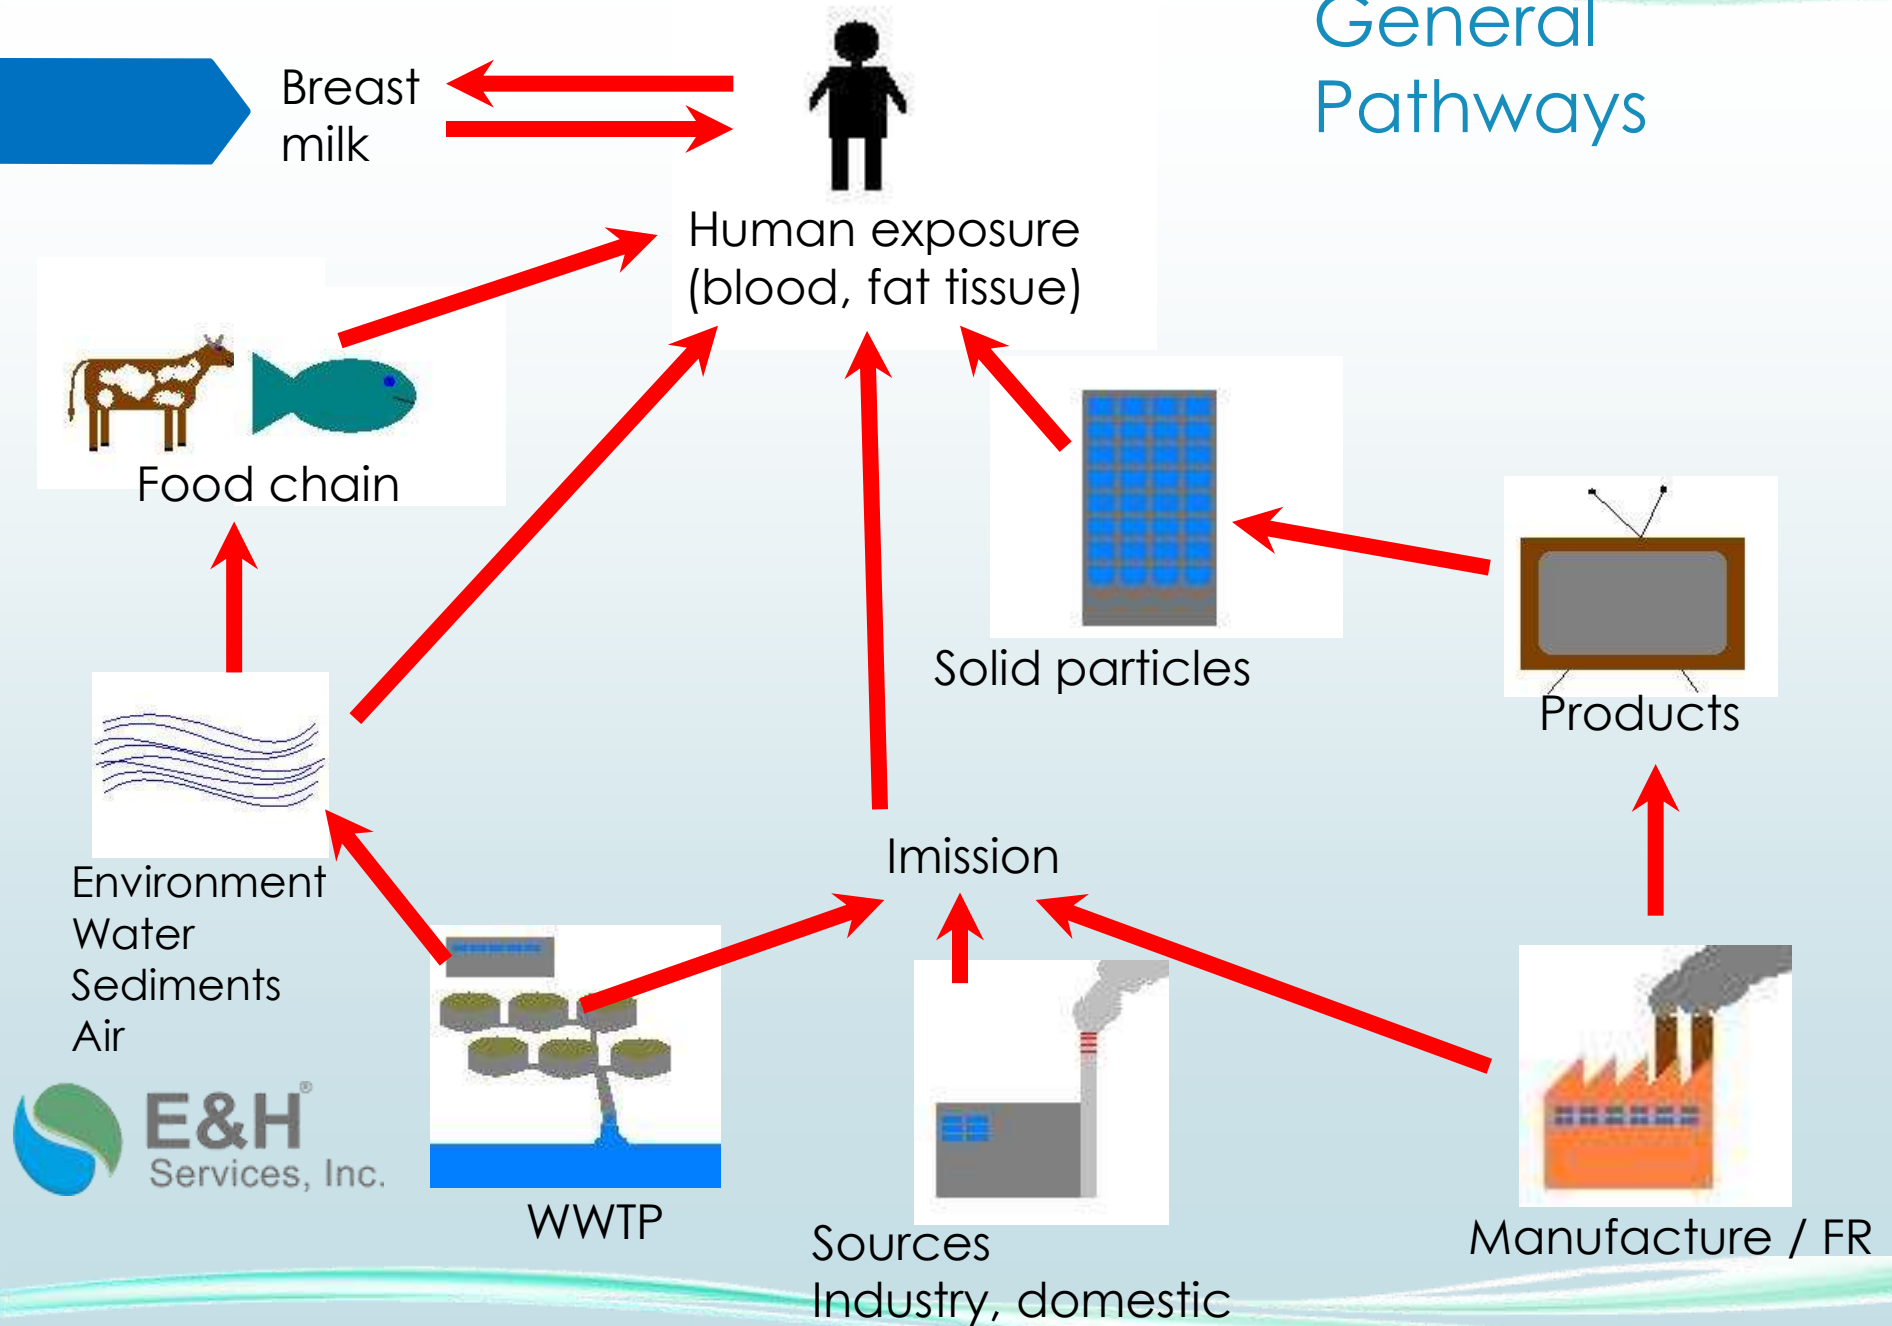 General
Pathways
Breast
milk
Human exposure
(blood, fat tissue)
Food chain
Solid particles
Products
Imission
Environment
Water
Sediments
Air
E&H®
Services, Inc.
WWTP
Sources
Industry, domestic
Manufacture / FR